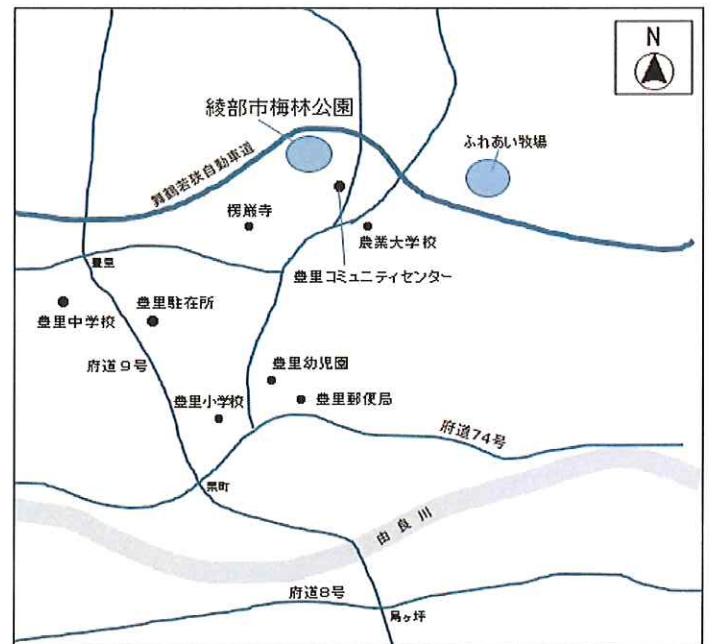 N
綾部市梅林公園
ふれあい牧場
舞鶴若狭自動車道
楞厳寺
農業大学校
豊里コミュニティセンター
豊里
豊里駐在所
豊里中学校
府道9号
豊里幼児園
豊里小学校
豊里郵便局
府道74号
栗町
由良川
府道8号
鳥ヶ坪